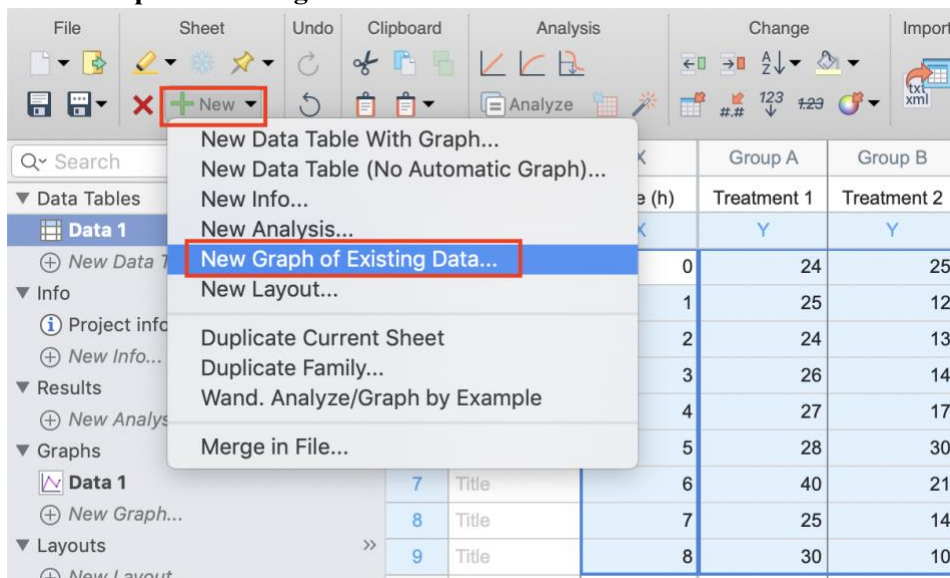 File Sheet Undo Clipboard Analysis Change Import
New Analyze #.# 123 123 txt xml
Search
New Data Table With Graph...
New Data Table (No Automatic Graph)...
New Info...
New Analysis...
New Graph of Existing Data...
New Layout...
Duplicate Current Sheet
Duplicate Family...
Wand. Analyze/Graph by Example
Merge in File...
Data Tables
Data 1
New Data T
Info
Project info
New Info...
Results
New Analys
Graphs
Data 1
New Graph...
Layouts
New Layout
X Group A Group B
e (h) Treatment 1 Treatment 2
X Y Y
0 24 25
1 25 12
2 24 13
3 26 14
4 27 17
5 28 30
7 Title 6 40 21
8 Title 7 25 14
9 Title 8 30 10